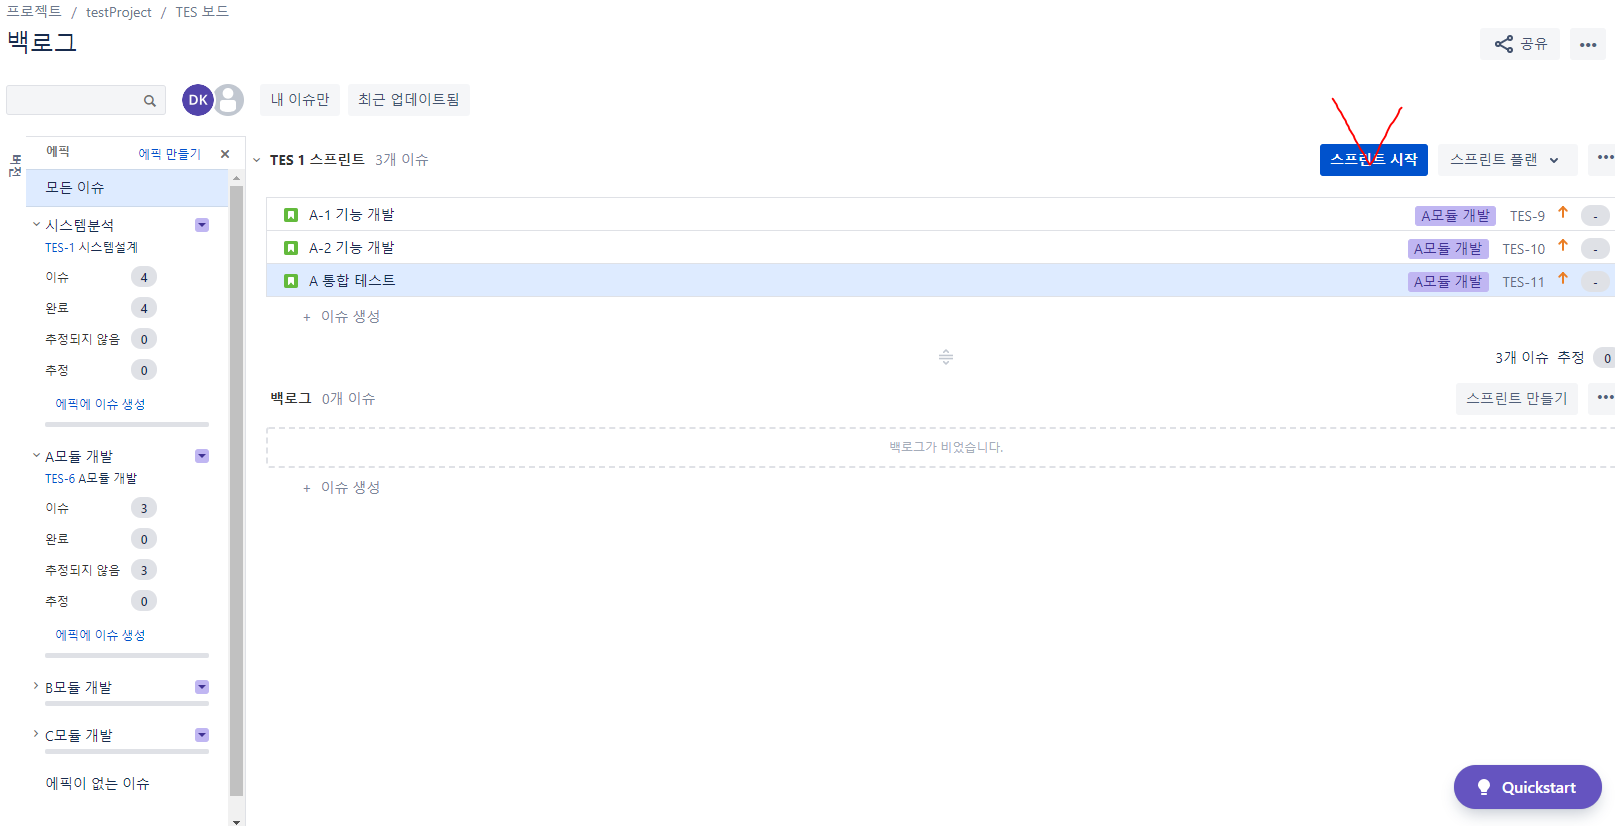 프로젝트 / testProject / TES 보드
백로그
공유
DK
내 이슈만
최근 업데이트됨
버전
에픽
에픽 만들기
모든 이슈
시스템분석
TES-1 시스템설계
이슈 4
완료 4
추정되지 않음 0
추정 0
에픽에 이슈 생성
A모듈 개발
TES-6 A모듈 개발
이슈 3
완료 0
추정되지 않음 3
추정 0
에픽에 이슈 생성
B모듈 개발
C모듈 개발
에픽이 없는 이슈
TES 1 스프린트 3개 이슈
스프린트 시작
스프린트 플랜
A-1 기능 개발 A모듈 개발 TES-9 -
A-2 기능 개발 A모듈 개발 TES-10 -
A 통합 테스트 A모듈 개발 TES-11 -
+ 이슈 생성
3개 이슈 추정 0
백로그 0개 이슈
스프린트 만들기
백로그가 비었습니다.
+ 이슈 생성
Quickstart